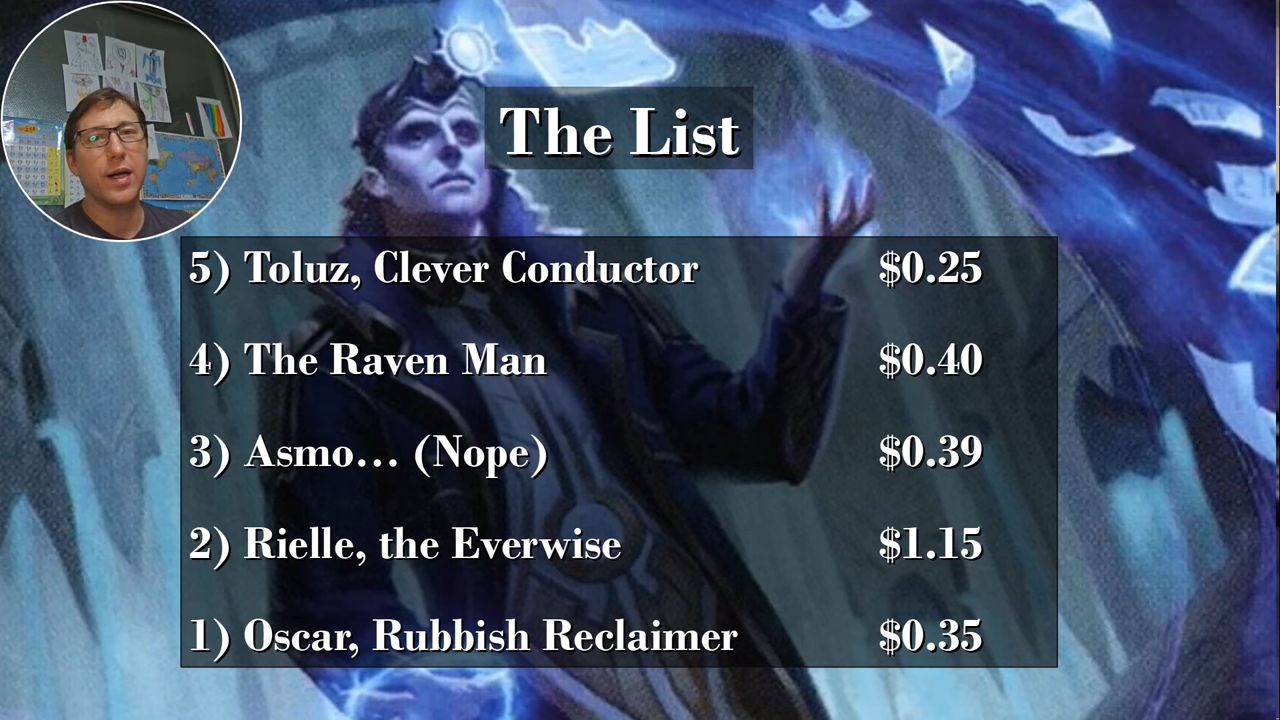 The List
5) Toluz, Clever Conductor $0.25
4) The Raven Man $0.40
3) Asmo... (Nope) $0.39
2) Rielle, the Everwise $1.15
1) Oscar, Rubbish Reclaimer $0.35